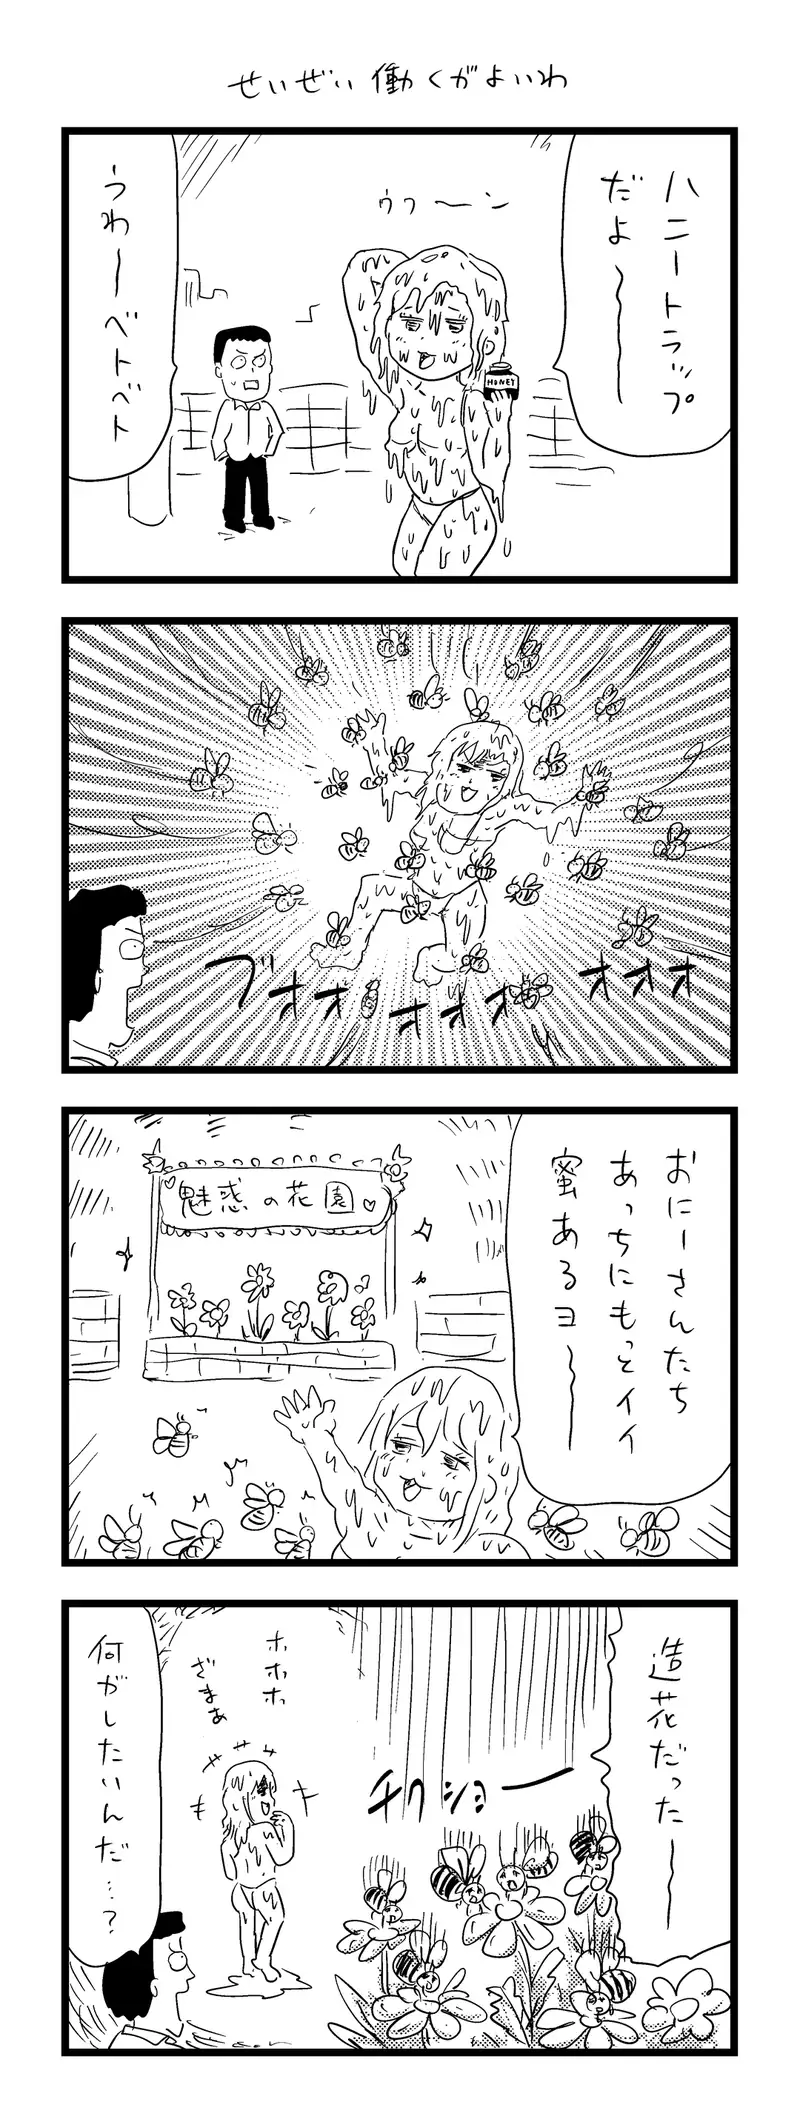 せいぜい働くがよいわ
ハニートラップ
だよ〜〜
ウフ〜ン
HONEY
うわーベトベト
ブオオオオオオオオ
おにーさんたち
あっちにもっとイイ
蜜あるヨ〜〜
魅惑の花園
造花だったー
チクショー
ホホホ
ざまぁ
何がしたいんだ…?